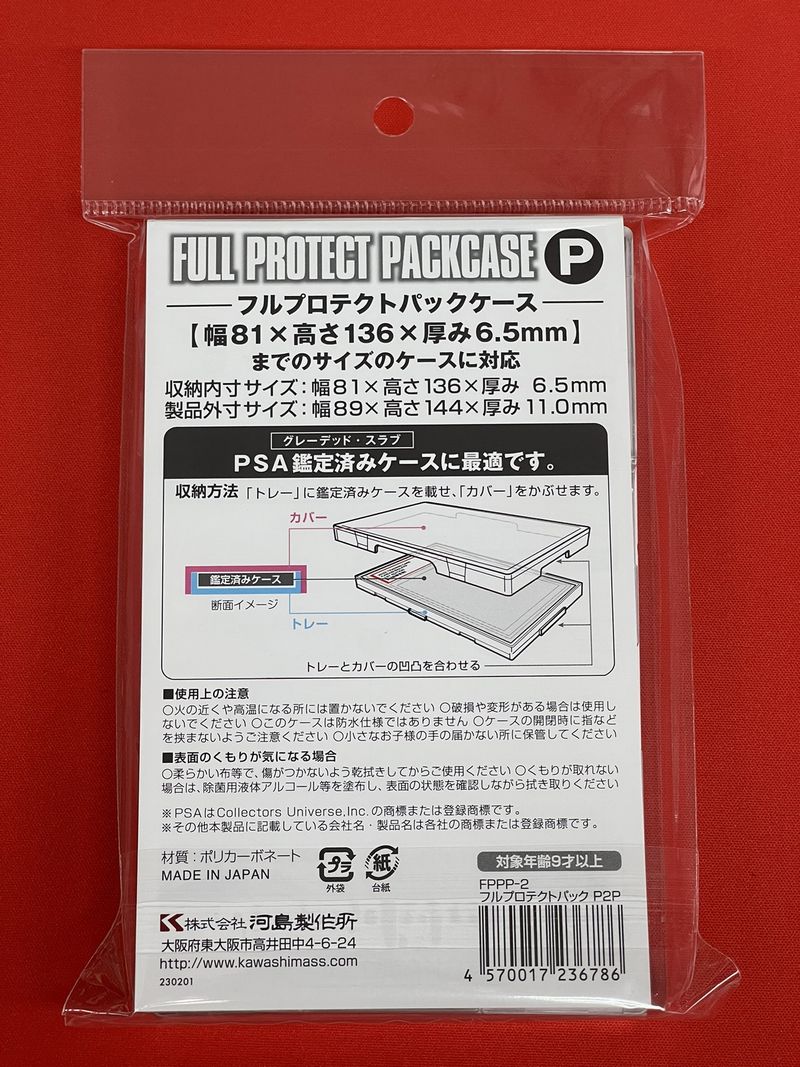 FULL PROTECT PACKCASE P
フルプロテクトパックケース
【幅81×高さ136×厚み6.5mm】
までのサイズのケースに対応
収納内寸サイズ：幅81×高さ136×厚み 6.5mm
製品外寸サイズ：幅89×高さ144×厚み11.0mm
グレーデッド・スラブ
PSA鑑定済みケースに最適です。
収納方法 「トレー」に鑑定済みケースを載せ、「カバー」をかぶせます。
カバー
鑑定済みケース
断面イメージ
トレー
トレーとカバーの凹凸を合わせる
■使用上の注意
○火の近くや高温になる所には置かないでください ○破損や変形がある場合は使用し
ないでください ○このケースは防水仕様ではありません ○ケースの開閉時に指など
を挟まないようご注意ください ○小さなお子様の手の届かない所に保管してください
■表面のくもりが気になる場合
○柔らかい布等で、傷がつかないよう乾拭きしてからご使用ください ○くもりが取れない
場合は、除菌用液体アルコール等を塗布し、表面の状態を確認しながら拭き取りください
※PSAはCollectors Universe,Inc.の商標または登録商標です。
※その他本製品に記載している会社名・製品名は各社の商標または登録商標です。
材質：ポリカーボネート
MADE IN JAPAN
プラ
外袋
紙
台紙
対象年齢9才以上
FPPP-2
フルプロテクトパック P2P
株式会社 河島製作所
大阪府東大阪市高井田中4-6-24
http://www.kawashimass.com
230201
4 570017 236786